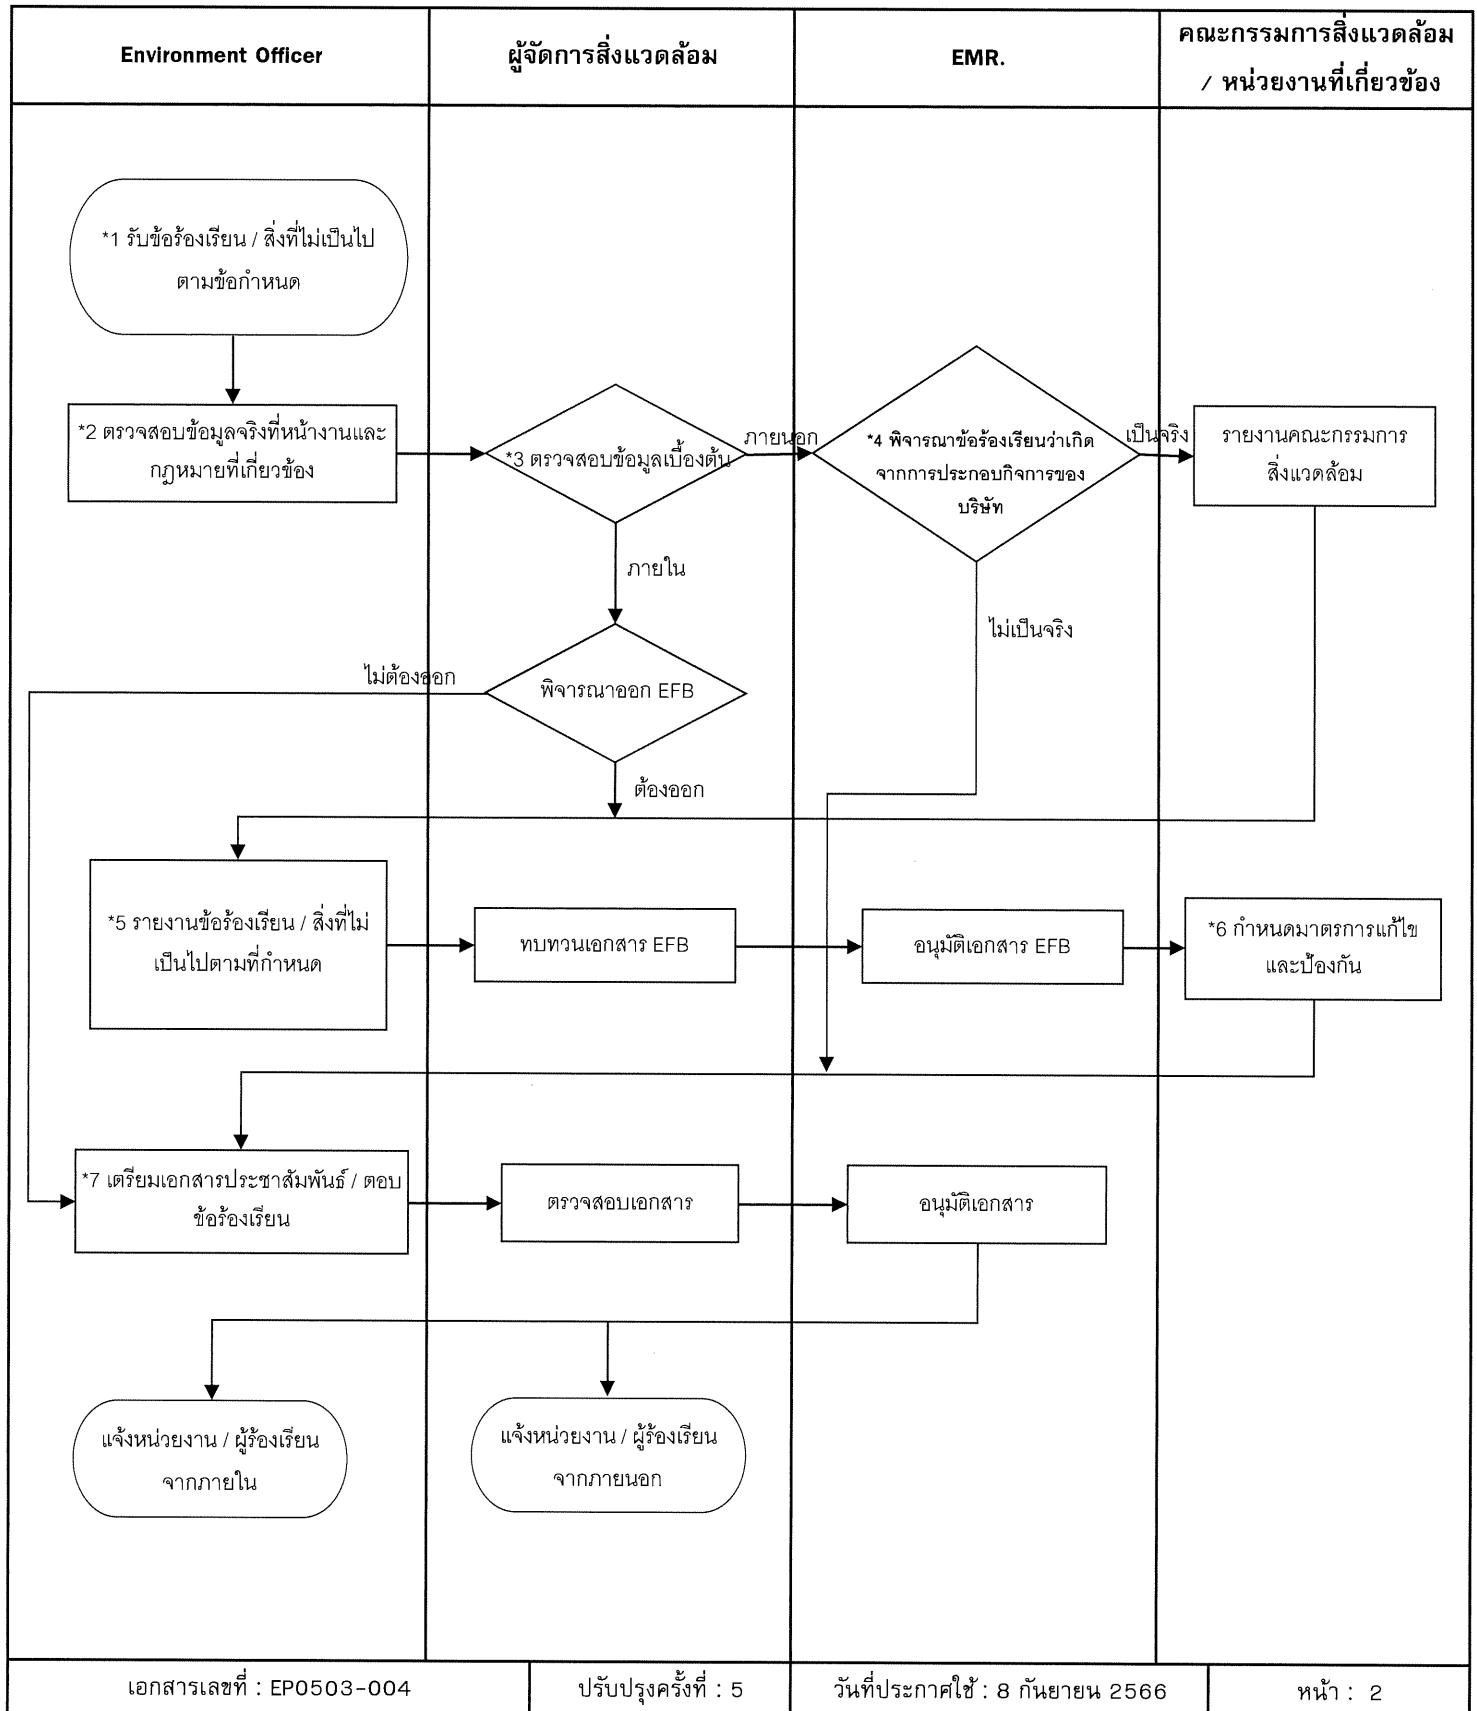 Environment Officer
ผู้จัดการสิ่งแวดล้อม
EMR.
คณะกรรมการสิ่งแวดล้อม
/ หน่วยงานที่เกี่ยวข้อง
*1 รับข้อร้องเรียน / สิ่งที่ไม่เป็นไป
ตามข้อกำหนด
*2 ตรวจสอบข้อมูลจริงที่หน้างานและ
กฎหมายที่เกี่ยวข้อง
*3 ตรวจสอบข้อมูลเบื้องต้น
ภายนอก
*4 พิจารณาข้อร้องเรียนว่าเกิด
จากการประกอบกิจการของ
บริษัท
เป็นจริง
รายงานคณะกรรมการ
สิ่งแวดล้อม
ภายใน
ไม่เป็นจริง
ไม่ต้องออก
พิจารณาออก EFB
ต้องออก
*5 รายงานข้อร้องเรียน / สิ่งที่ไม่
เป็นไปตามที่กำหนด
ทบทวนเอกสาร EFB
อนุมัติเอกสาร EFB
*6 กำหนดมาตรการแก้ไข
และป้องกัน
*7 เตรียมเอกสารประชาสัมพันธ์ / ตอบ
ข้อร้องเรียน
ตรวจสอบเอกสาร
อนุมัติเอกสาร
แจ้งหน่วยงาน / ผู้ร้องเรียน
จากภายใน
แจ้งหน่วยงาน / ผู้ร้องเรียน
จากภายนอก
เอกสารเลขที่ : EP0503-004
ปรับปรุงครั้งที่ : 5
วันที่ประกาศใช้ : 8 กันยายน 2566
หน้า : 2